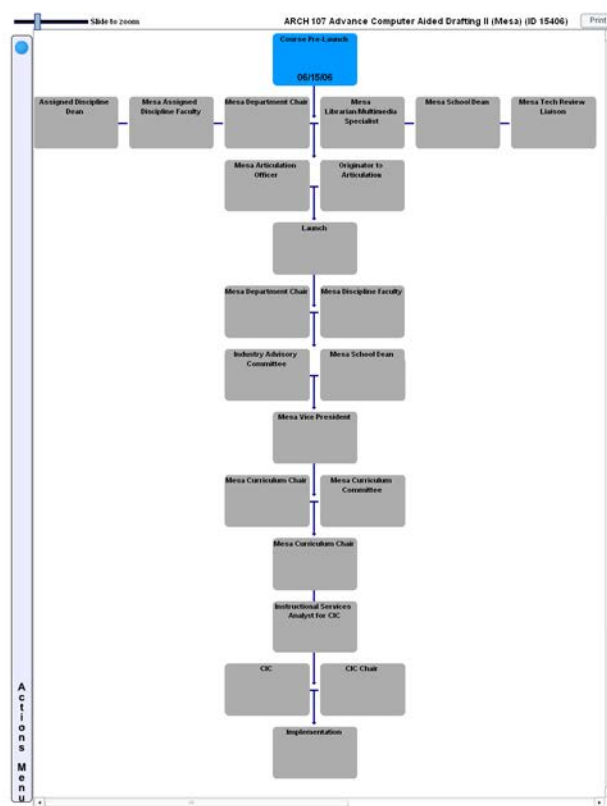 Slide to zoom
ARCH 107 Advance Computer Aided Drafting II (Mesa) (ID 15406)
Print
Course Pre-Launch
06/15/06
Assigned Discipline
Dean
Mesa Assigned
Discipline Faculty
Mesa Department Chair
Mesa
Librarian/Multimedia
Specialist
Mesa School Dean
Mesa Tech Review
Liaison
Mesa Articulation
Officer
Originator to
Articulation
Launch
Mesa Department Chair
Mesa Discipline Faculty
Industry Advisory
Committee
Mesa School Dean
Mesa Vice President
Mesa Curriculum Chair
Mesa Curriculum
Committee
Mesa Curriculum Chair
Instructional Services
Analyst for CIC
CIC
CIC Chair
Implementation
Actions Menu